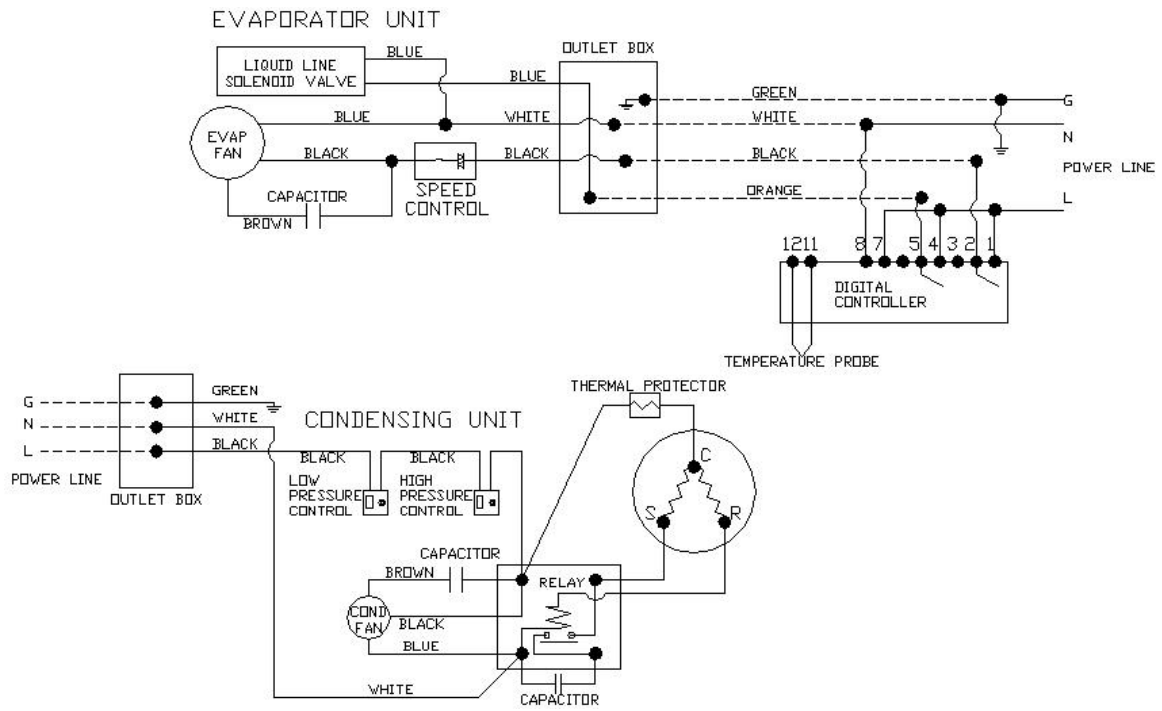 EVAPORATOR UNIT
LIQUID LINE
SOLENOID VALVE
BLUE
BLUE
OUTLET BOX
EVAP
FAN
BLUE
WHITE
BLACK
BLACK
SPEED
CONTROL
CAPACITOR
BROWN
GREEN
WHITE
BLACK
ORANGE
G
N
POWER LINE
L
12 11 8 7 5 4 3 2 1
DIGITAL
CONTROLLER
TEMPERATURE PROBE
G
N
L
POWER LINE
OUTLET BOX
GREEN
WHITE
BLACK
CONDENSING UNIT
BLACK
LOW
PRESSURE
CONTROL
BLACK
HIGH
PRESSURE
CONTROL
THERMAL PROTECTOR
C
S
R
CAPACITOR
BROWN
COND
FAN
BLACK
BLUE
RELAY
WHITE
CAPACITOR